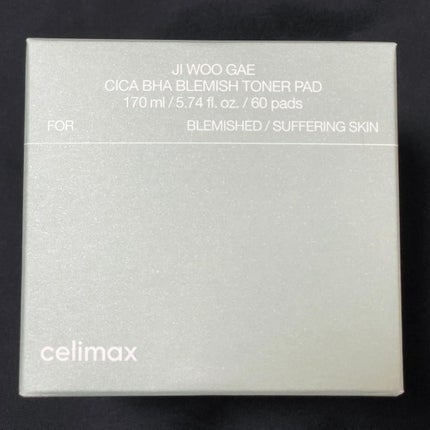 JI WOO GAE
CICA BHA BLEMISH TONER PAD
170 ml / 5.74 fl. oz. / 60 pads
FOR BLEMISHED / SUFFERING SKIN
celimax